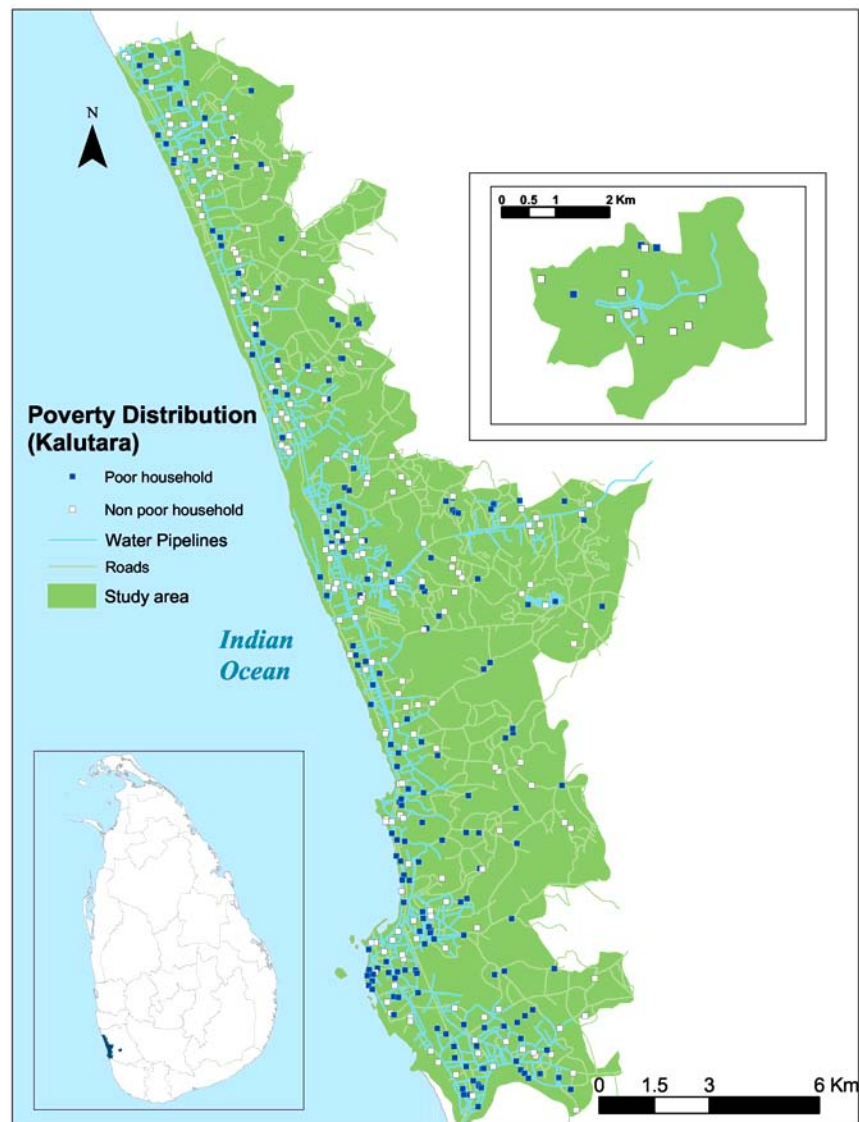 N
0 0.5 1 2 Km
Poverty Distribution
(Kalutara)
Poor household
Non poor household
Water Pipelines
Roads
Study area
Indian
Ocean
0 1.5 3 6 Km